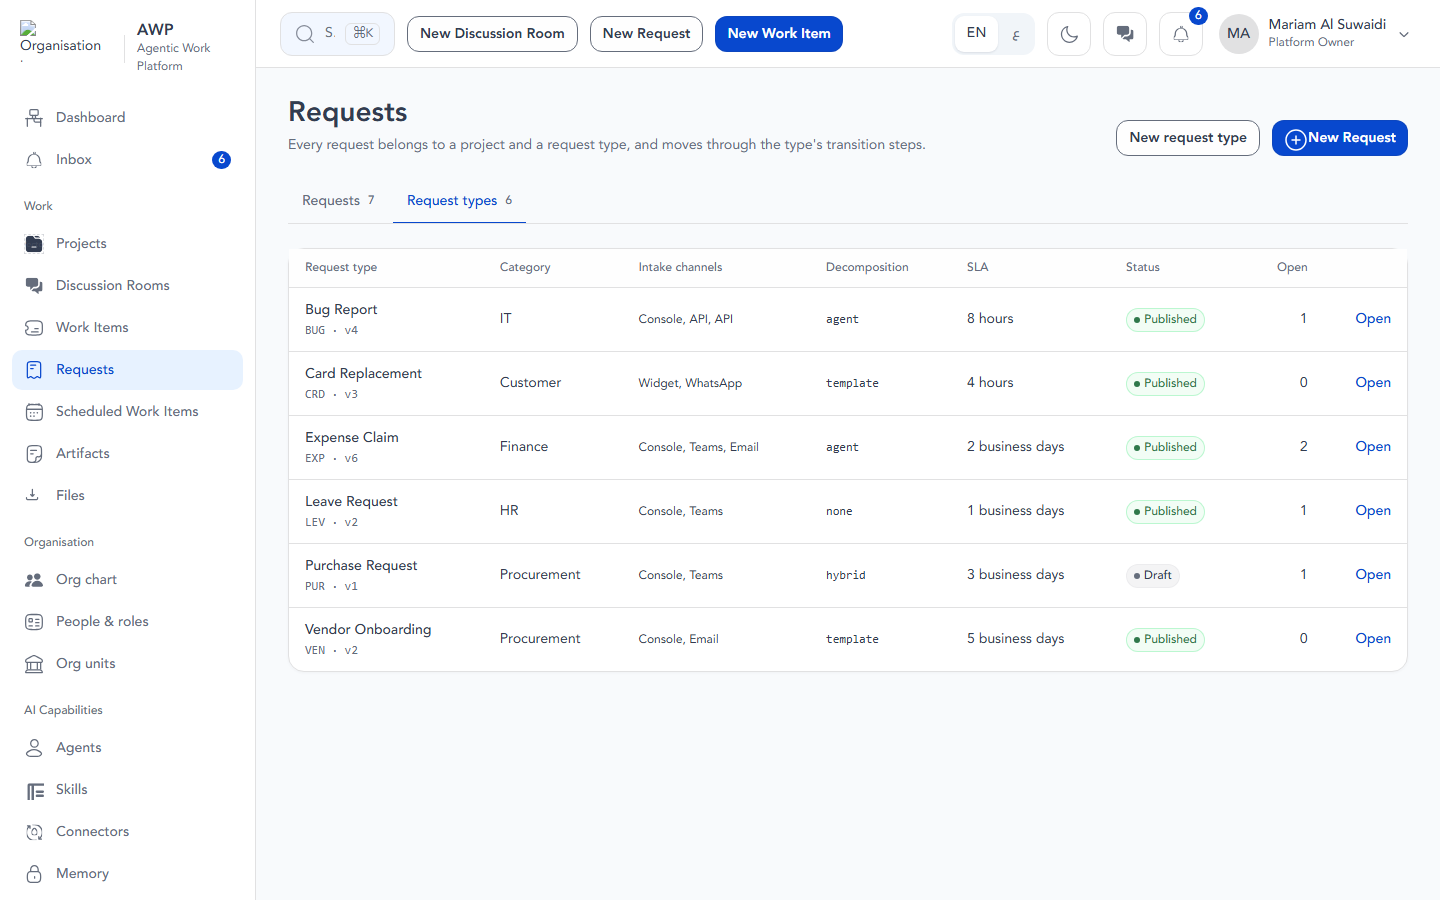 Organisation
.
AWP
Agentic Work
Platform
S.
⌘K
New Discussion Room
New Request
New Work Item
EN
ع
6
MA
Mariam Al Suwaidi
Platform Owner
Dashboard
Inbox
6
Work
Projects
Discussion Rooms
Work Items
Requests
Scheduled Work Items
Artifacts
Files
Organisation
Org chart
People & roles
Org units
AI Capabilities
Agents
Skills
Connectors
Memory
Requests
Every request belongs to a project and a request type, and moves through the type's transition steps.
New request type
New Request
Requests 7
Request types 6
Request type Category Intake channels Decomposition SLA Status Open
Bug Report
BUG · v4
IT Console, API, API agent 8 hours Published 1 Open
Card Replacement
CRD · v3
Customer Widget, WhatsApp template 4 hours Published 0 Open
Expense Claim
EXP · v6
Finance Console, Teams, Email agent 2 business days Published 2 Open
Leave Request
LEV · v2
HR Console, Teams none 1 business days Published 1 Open
Purchase Request
PUR · v1
Procurement Console, Teams hybrid 3 business days Draft 1 Open
Vendor Onboarding
VEN · v2
Procurement Console, Email template 5 business days Published 0 Open